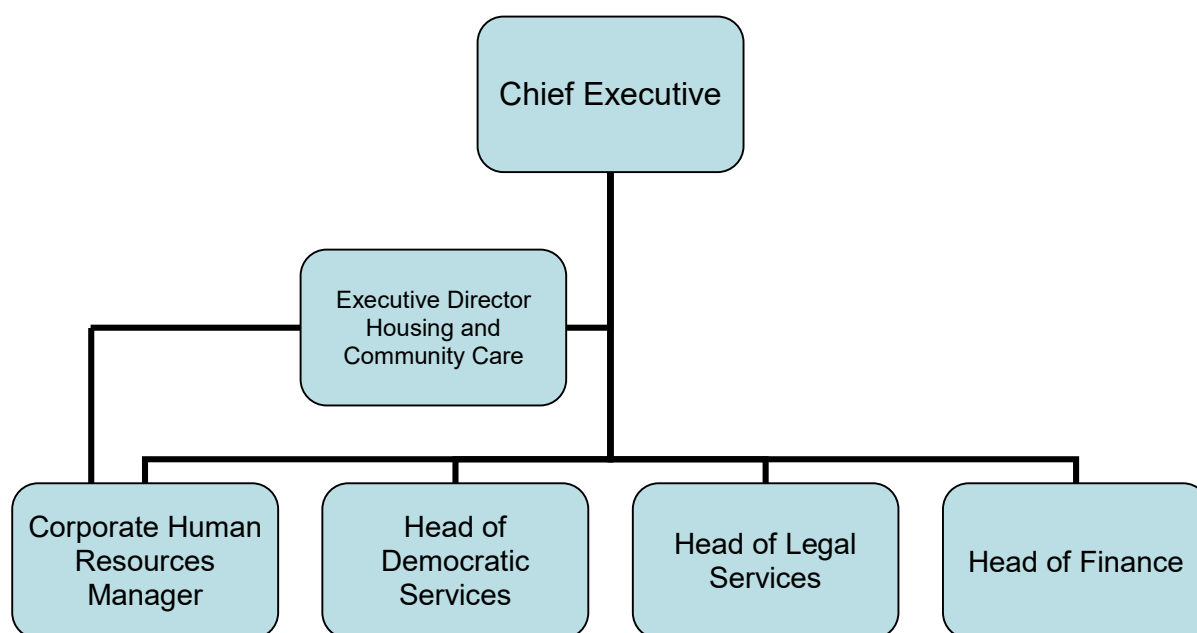 Chief Executive
Executive Director
Housing and
Community Care
Corporate Human
Resources
Manager
Head of
Democratic
Services
Head of Legal
Services
Head of Finance